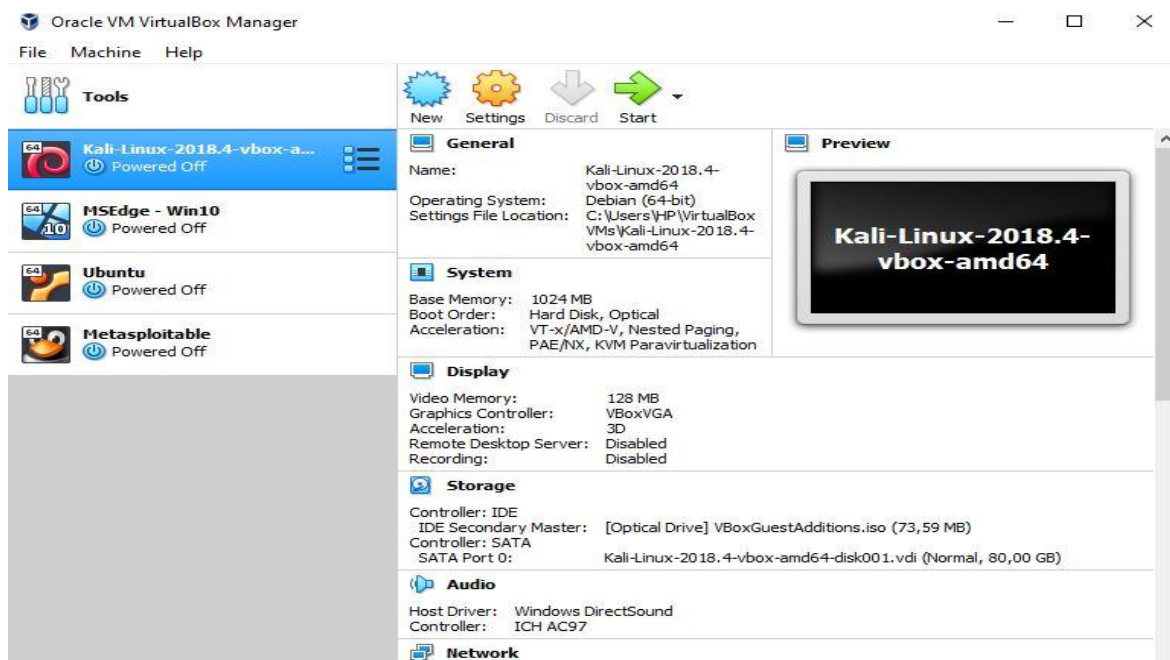 Oracle VM VirtualBox Manager
File Machine Help
Tools
New Settings Discard Start
64
Kali-Linux-2018.4-vbox-a...
Powered Off
64
10
MSEdge - Win10
Powered Off
64
Ubuntu
Powered Off
64
Metasploitable
Powered Off
General
Name: Kali-Linux-2018.4-
vbox-amd64
Operating System: Debian (64-bit)
Settings File Location: C:\Users\HP\VirtualBox
VMs\Kali-Linux-2018.4-
vbox-amd64
Preview
Kali-Linux-2018.4-
vbox-amd64
System
Base Memory: 1024 MB
Boot Order: Hard Disk, Optical
Acceleration: VT-x/AMD-V, Nested Paging,
PAE/NX, KVM Paravirtualization
Display
Video Memory: 128 MB
Graphics Controller: VBoxVGA
Acceleration: 3D
Remote Desktop Server: Disabled
Recording: Disabled
Storage
Controller: IDE
IDE Secondary Master: [Optical Drive] VBoxGuestAdditions.iso (73,59 MB)
Controller: SATA
SATA Port 0: Kali-Linux-2018.4-vbox-amd64-disk001.vdi (Normal, 80,00 GB)
Audio
Host Driver: Windows DirectSound
Controller: ICH AC97
Network